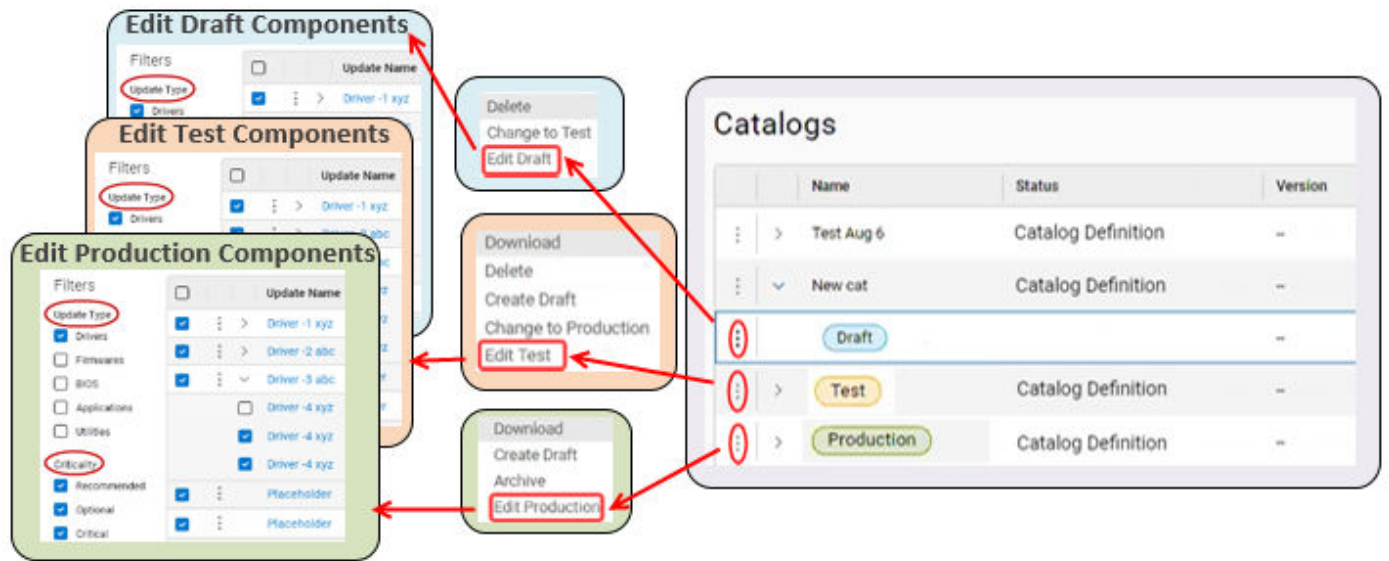 Edit Draft Components
Filters
Update Name
Update Type
Driver -1 xyz
Drivers
Edit Test Components
Filters
Update Name
Update Type
Driver -1 xyz
Drivers
abc
Edit Production Components
Filters
Update Name
Update Type
Driver -1 xyz
Drivers
Driver -2 abc
Firmwares
Driver -3 abc
BIOS
Driver -4 xyz
Applications
Driver -4 xyz
Utilities
Driver -4 xyz
Criticality
Recommended
Placeholder
Optional
Placeholder
Critical
Delete
Change to Test
Edit Draft
Download
Delete
Create Draft
Change to Production
Edit Test
Download
Create Draft
Archive
Edit Production
Catalogs
Name Status Version
Test Aug 6 Catalog Definition --
New cat Catalog Definition --
Draft --
Test Catalog Definition --
Production Catalog Definition --